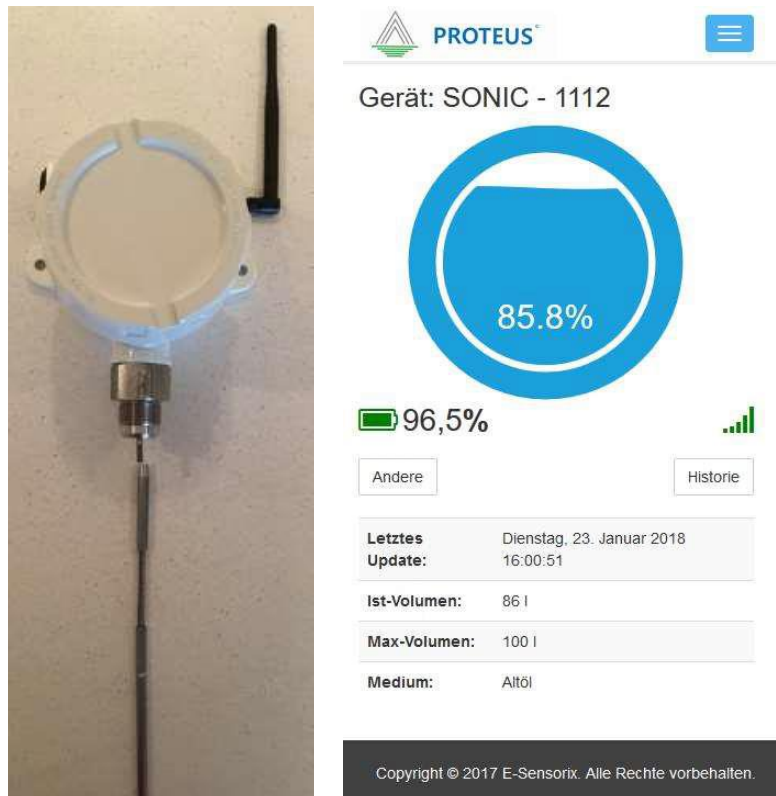 PROTEUS°
Gerät: SONIC - 1112
85.8%
96,5%
Andere
Historie
Letztes Update: Dienstag, 23. Januar 2018 16:00:51
Ist-Volumen: 86 l
Max-Volumen: 100 l
Medium: Altöl
Copyright © 2017 E-Sensorix. Alle Rechte vorbehalten.